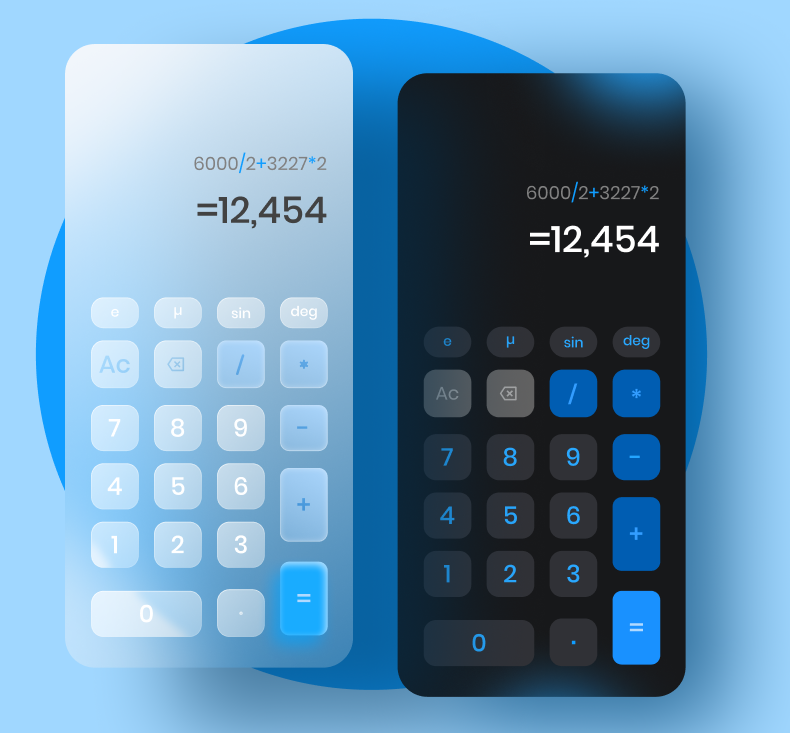 6000/2+3227*2
=12,454
e μ sin deg
Ac / *
7 8 9 -
4 5 6
+
1 2 3
0 . =
6000/2+3227*2
=12,454
e μ sin deg
Ac / *
7 8 9 -
4 5 6
+
1 2 3
0 . =